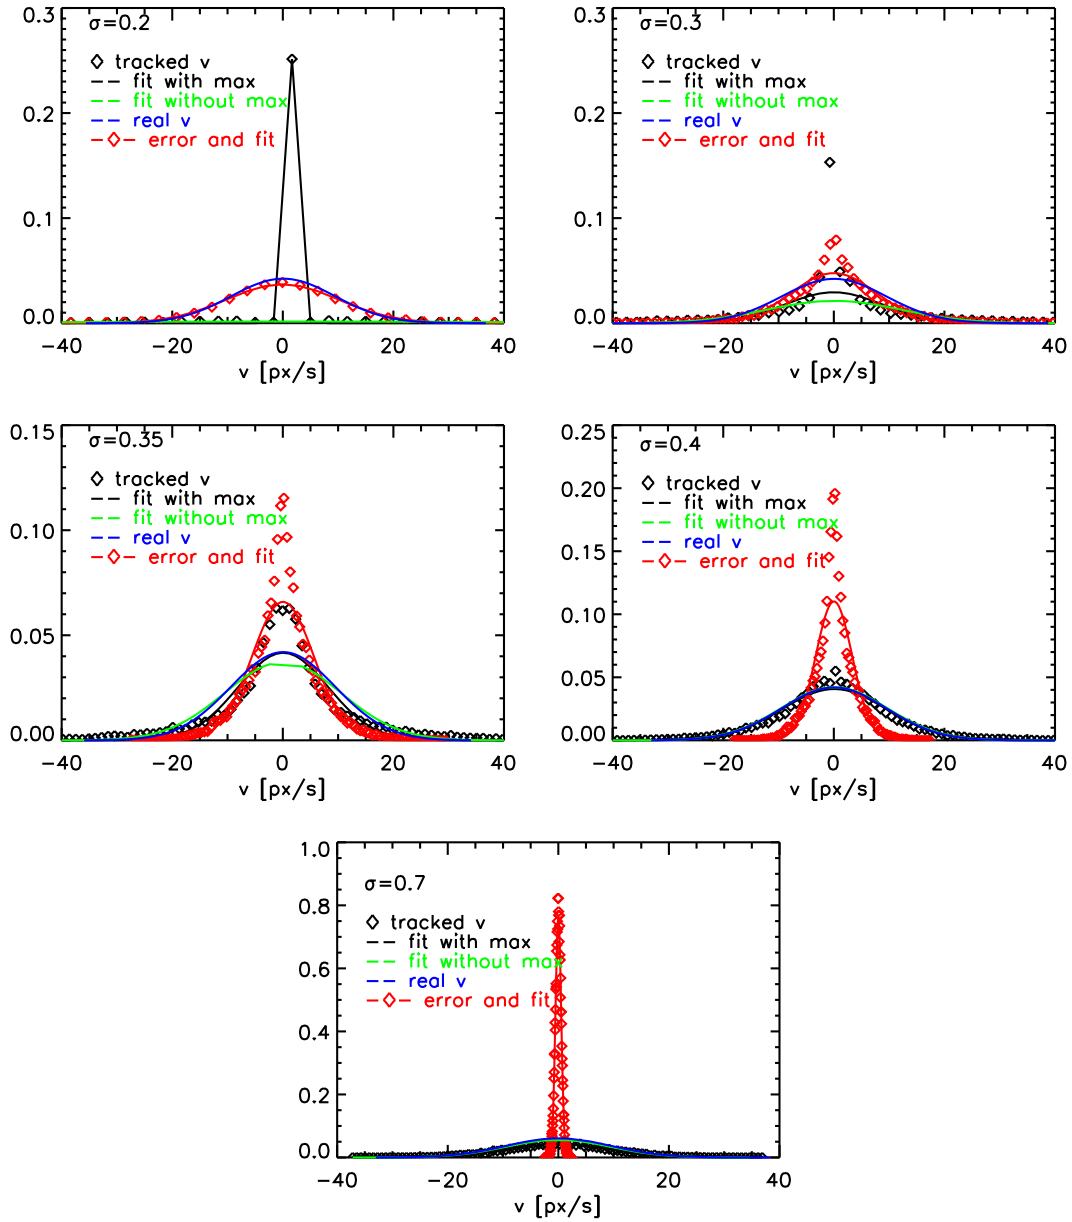 0.3
σ=0.2
tracked v
fit with max
fit without max
real v
error and fit
0.2
0.1
0.0
−40 −20 0 20 40
v [px/s]
0.3
σ=0.3
tracked v
fit with max
fit without max
real v
error and fit
0.2
0.1
0.0
−40 −20 0 20 40
v [px/s]
0.15
σ=0.35
tracked v
fit with max
fit without max
real v
error and fit
0.10
0.05
0.00
−40 −20 0 20 40
v [px/s]
0.25
σ=0.4
tracked v
fit with max
fit without max
real v
error and fit
0.20
0.15
0.10
0.05
0.00
−40 −20 0 20 40
v [px/s]
1.0
σ=0.7
tracked v
fit with max
fit without max
real v
error and fit
0.8
0.6
0.4
0.2
0.0
−40 −20 0 20 40
v [px/s]